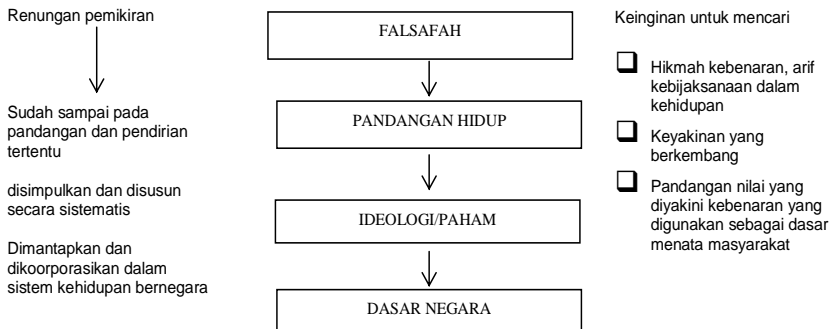 Renungan pemikiran
Sudah sampai pada
pandangan dan pendirian
tertentu
disimpulkan dan disusun
secara sistematis
Dimantapkan dan
dikoorporasikan dalam
sistem kehidupan bernegara
FALSAFAH
PANDANGAN HIDUP
IDEOLOGI/PAHAM
DASAR NEGARA
Keinginan untuk mencari
Hikmah kebenaran, arif
kebijaksanaan dalam
kehidupan
Keyakinan yang
berkembang
Pandangan nilai yang
diyakini kebenaran yang
digunakan sebagai dasar
menata masyarakat